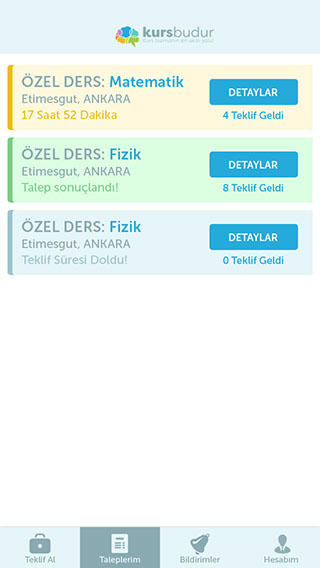 kursbudur
ÖZEL DERS: Matematik
Etimesgut, ANKARA
17 Saat 52 Dakika
DETAYLAR
4 Teklif Geldi
ÖZEL DERS: Fizik
Etimesgut, ANKARA
Talep sonuçlandı!
DETAYLAR
8 Teklif Geldi
ÖZEL DERS: Fizik
Etimesgut, ANKARA
Teklif Süresi Doldu!
DETAYLAR
0 Teklif Geldi
Teklif Al
Taleplerim
Bildirimler
Hesabım